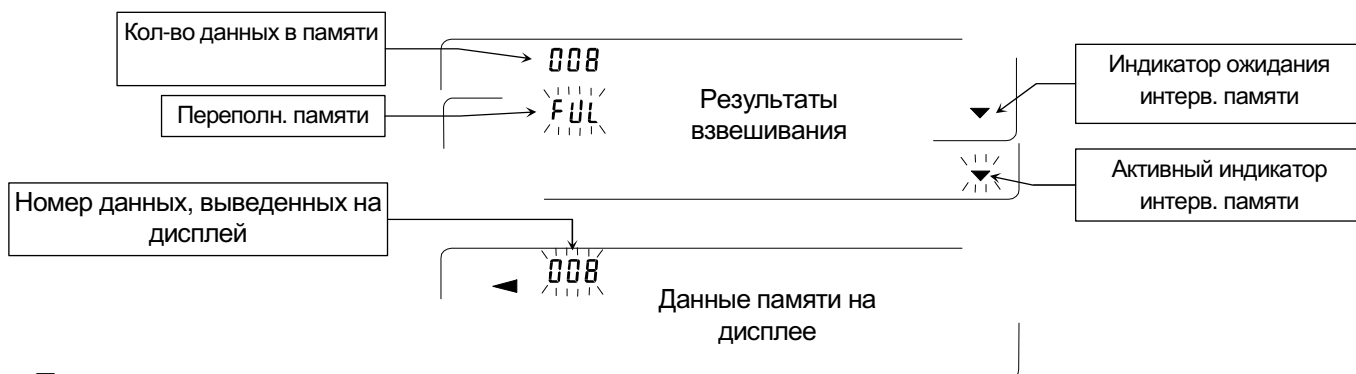 Кол-во данных в памяти
008
Индикатор ожидания
интерв. памяти
Переполн. памяти
FUL
Результаты
взвешивания
Активный индикатор
интерв. памяти
Номер данных, выведенных на
дисплей
008
Данные памяти на
дисплее